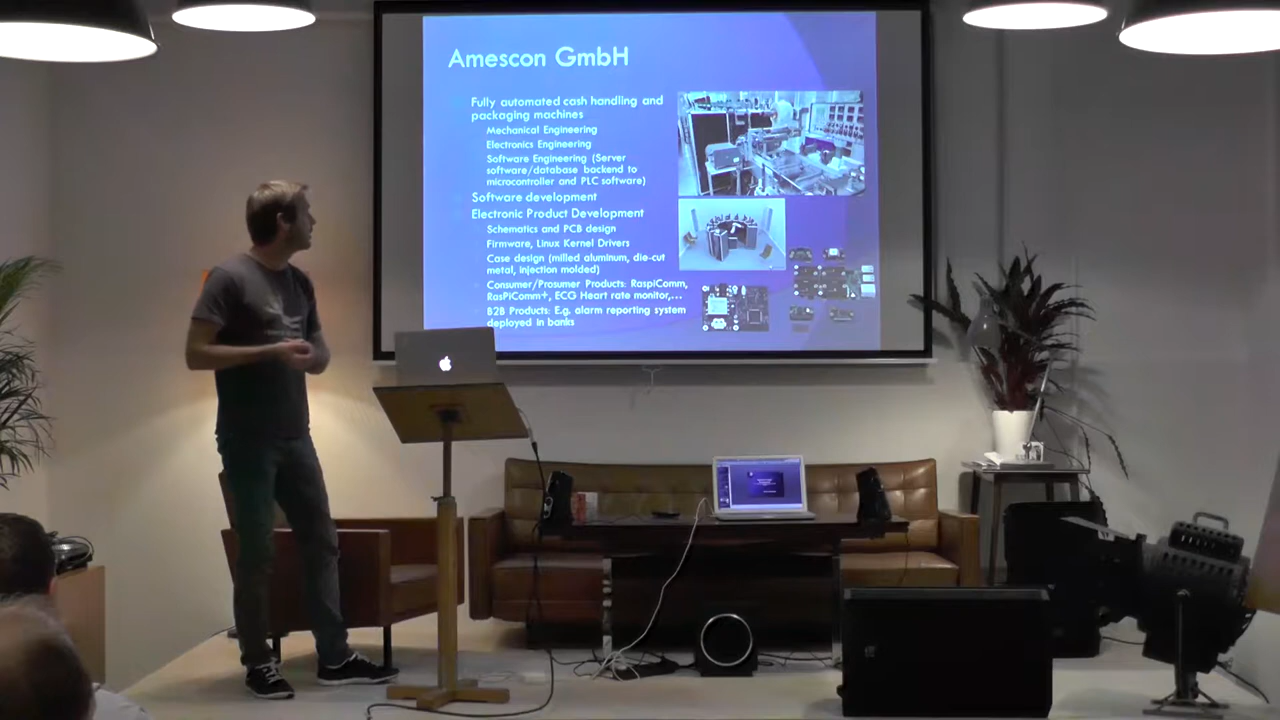 Amescon GmbH
Fully automated cash handling and
packaging machines
Mechanical Engineering
Electronics Engineering
Software Engineering (Server
software/database backend to
microcontroller and PLC software)
Software development
Electronic Product Development
Schematics and PCB design
Firmware, Linux Kernel Drivers
Case design (milled aluminum, die-cut
metal, injection molded)
Consumer/Prosumer Products: RaspiComm,
RasPiComm+, ECG Heart rate monitor,...
B2B Products: E.g. alarm reporting system
deployed in banks